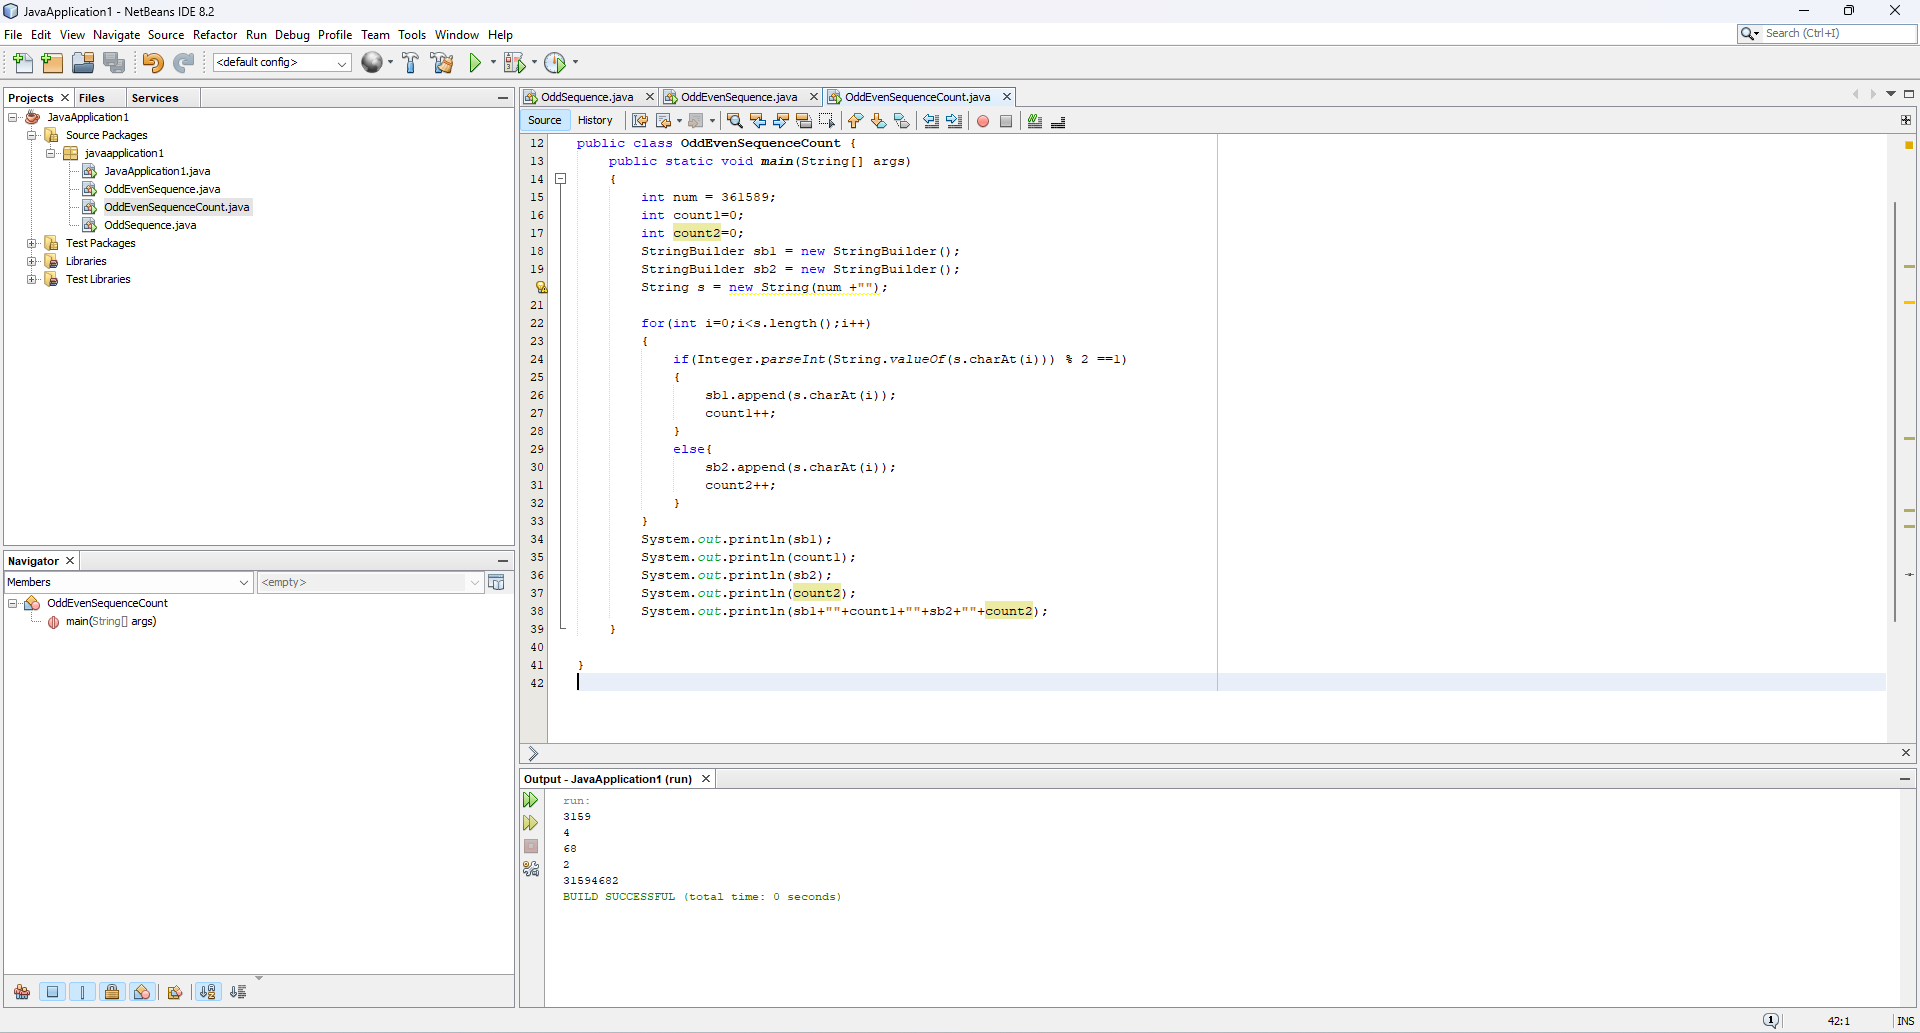 JavaApplication1 - NetBeans IDE 8.2
File Edit View Navigate Source Refactor Run Debug Profile Team Tools Window Help
Search (Ctrl+I)
<default config>
Projects Files Services
JavaApplication1
Source Packages
javaapplication1
JavaApplication1.java
OddEvenSequence.java
OddEvenSequenceCount.java
OddSequence.java
Test Packages
Libraries
Test Libraries
Navigator
Members <empty>
OddEvenSequenceCount
main(String[] args)
OddSequence.java OddEvenSequence.java OddEvenSequenceCount.java
Source History
12 public class OddEvenSequenceCount {
13 public static void main(String[] args)
14 {
15 int num = 361589;
16 int count1=0;
17 int count2=0;
18 StringBuilder sb1 = new StringBuilder();
19 StringBuilder sb2 = new StringBuilder();
String s = new String(num +"");
21
22 for(int i=0;i<s.length();i++)
23 {
24 if(Integer.parseInt(String.valueOf(s.charAt(i))) % 2 ==1)
25 {
26 sb1.append(s.charAt(i));
27 count1++;
28 }
29 else{
30 sb2.append(s.charAt(i));
31 count2++;
32 }
33 }
34 System.out.println(sb1);
35 System.out.println(count1);
36 System.out.println(sb2);
37 System.out.println(count2);
38 System.out.println(sb1+""+count1+""+sb2+""+count2);
39 }
40
41 }
42
Output - JavaApplication1 (run)
run:
3159
4
68
2
31594682
BUILD SUCCESSFUL (total time: 0 seconds)
1 42:1 INS